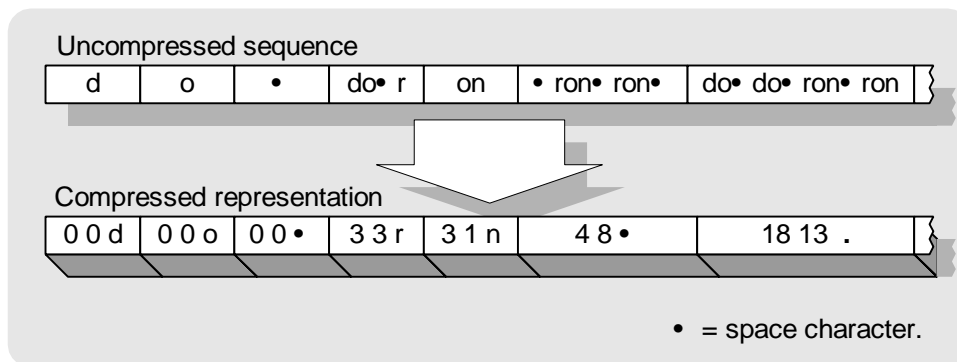 Uncompressed sequence
d o • do• r on • ron• ron• do• do• ron• ron
Compressed representation
0 0 d 0 0 o 0 0 • 3 3 r 3 1 n 4 8 • 18 13 .
• = space character.